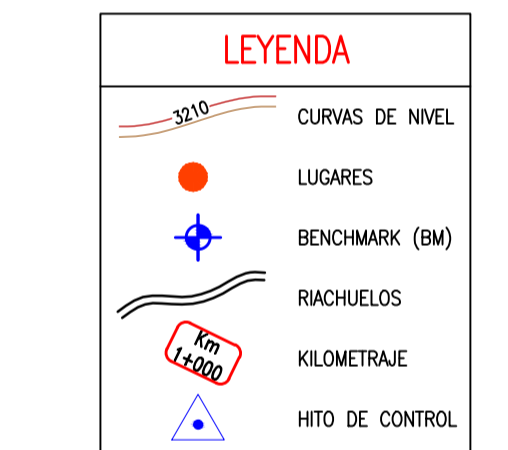 LEYENDA
3210
CURVAS DE NIVEL
LUGARES
BENCHMARK (BM)
RIACHUELOS
Km
1+000
KILOMETRAJE
HITO DE CONTROL